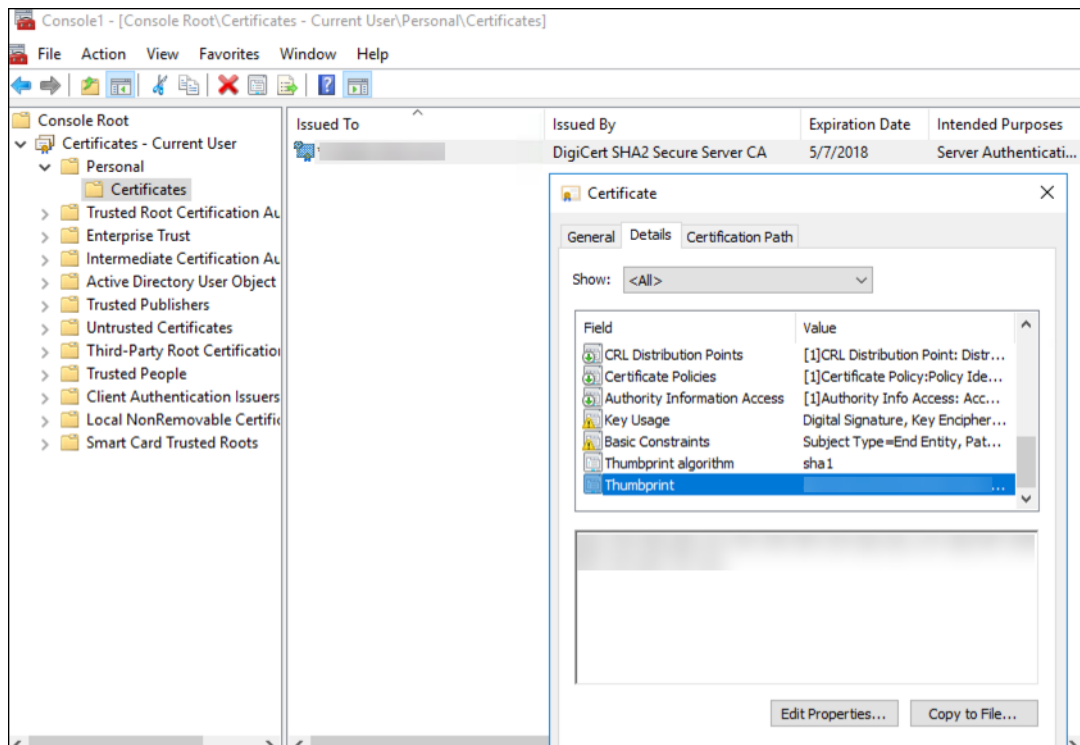 Console1 - [Console Root\Certificates - Current User\Personal\Certificates]
File Action View Favorites Window Help
Console Root
Certificates - Current User
Personal
Certificates
Trusted Root Certification Au
Enterprise Trust
Intermediate Certification Au
Active Directory User Object
Trusted Publishers
Untrusted Certificates
Third-Party Root Certification
Trusted People
Client Authentication Issuers
Local NonRemovable Certific
Smart Card Trusted Roots
Issued To Issued By Expiration Date Intended Purposes
DigiCert SHA2 Secure Server CA 5/7/2018 Server Authenticati...
Certificate
General Details Certification Path
Show: <All>
Field Value
CRL Distribution Points [1]CRL Distribution Point: Distr...
Certificate Policies [1]Certificate Policy:Policy Ide...
Authority Information Access [1]Authority Info Access: Acc...
Key Usage Digital Signature, Key Encipher...
Basic Constraints Subject Type=End Entity, Pat...
Thumbprint algorithm sha1
Thumbprint ...
Edit Properties... Copy to File...